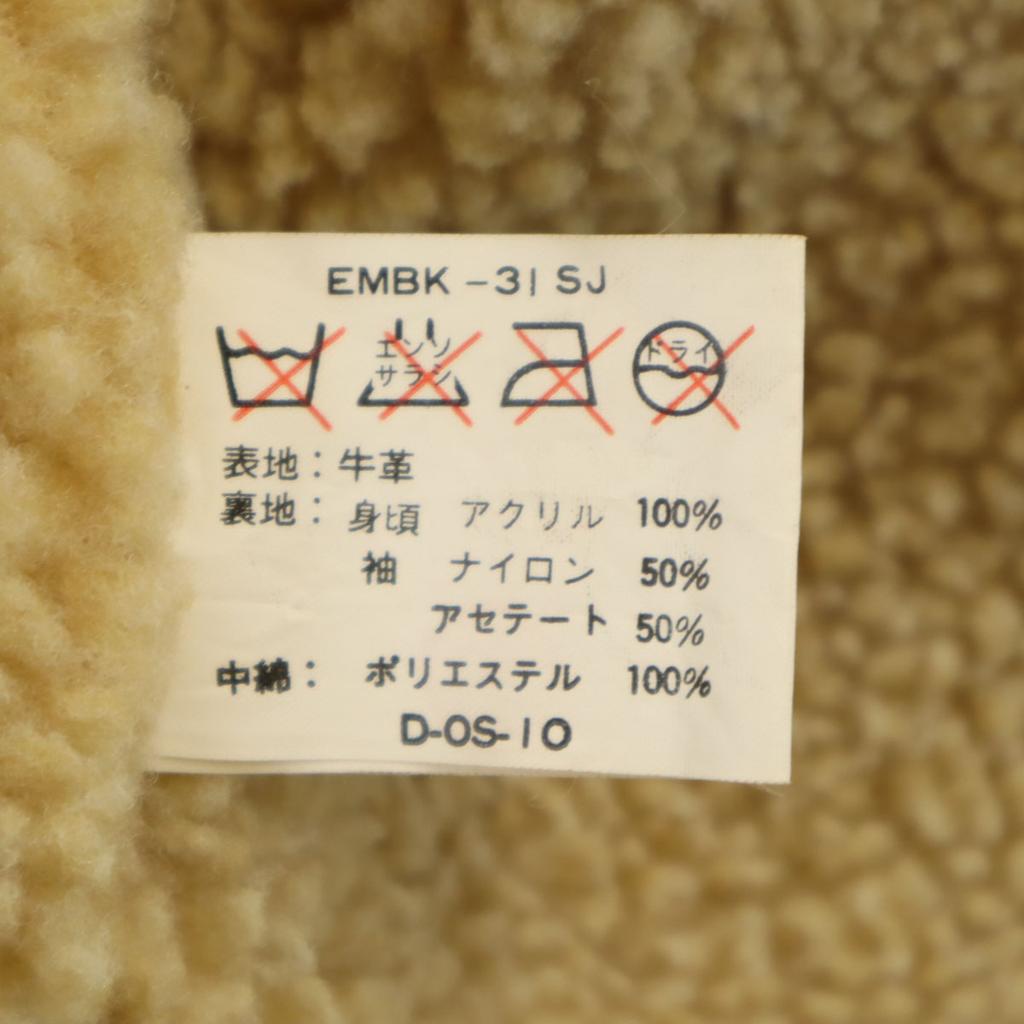 EMBK -31 SJ
エンソ
サラシ
ドライ
表地：牛革
裏地：身頃 アクリル 100%
袖 ナイロン 50%
アセテート 50%
中綿： ポリエステル 100%
D-OS-10